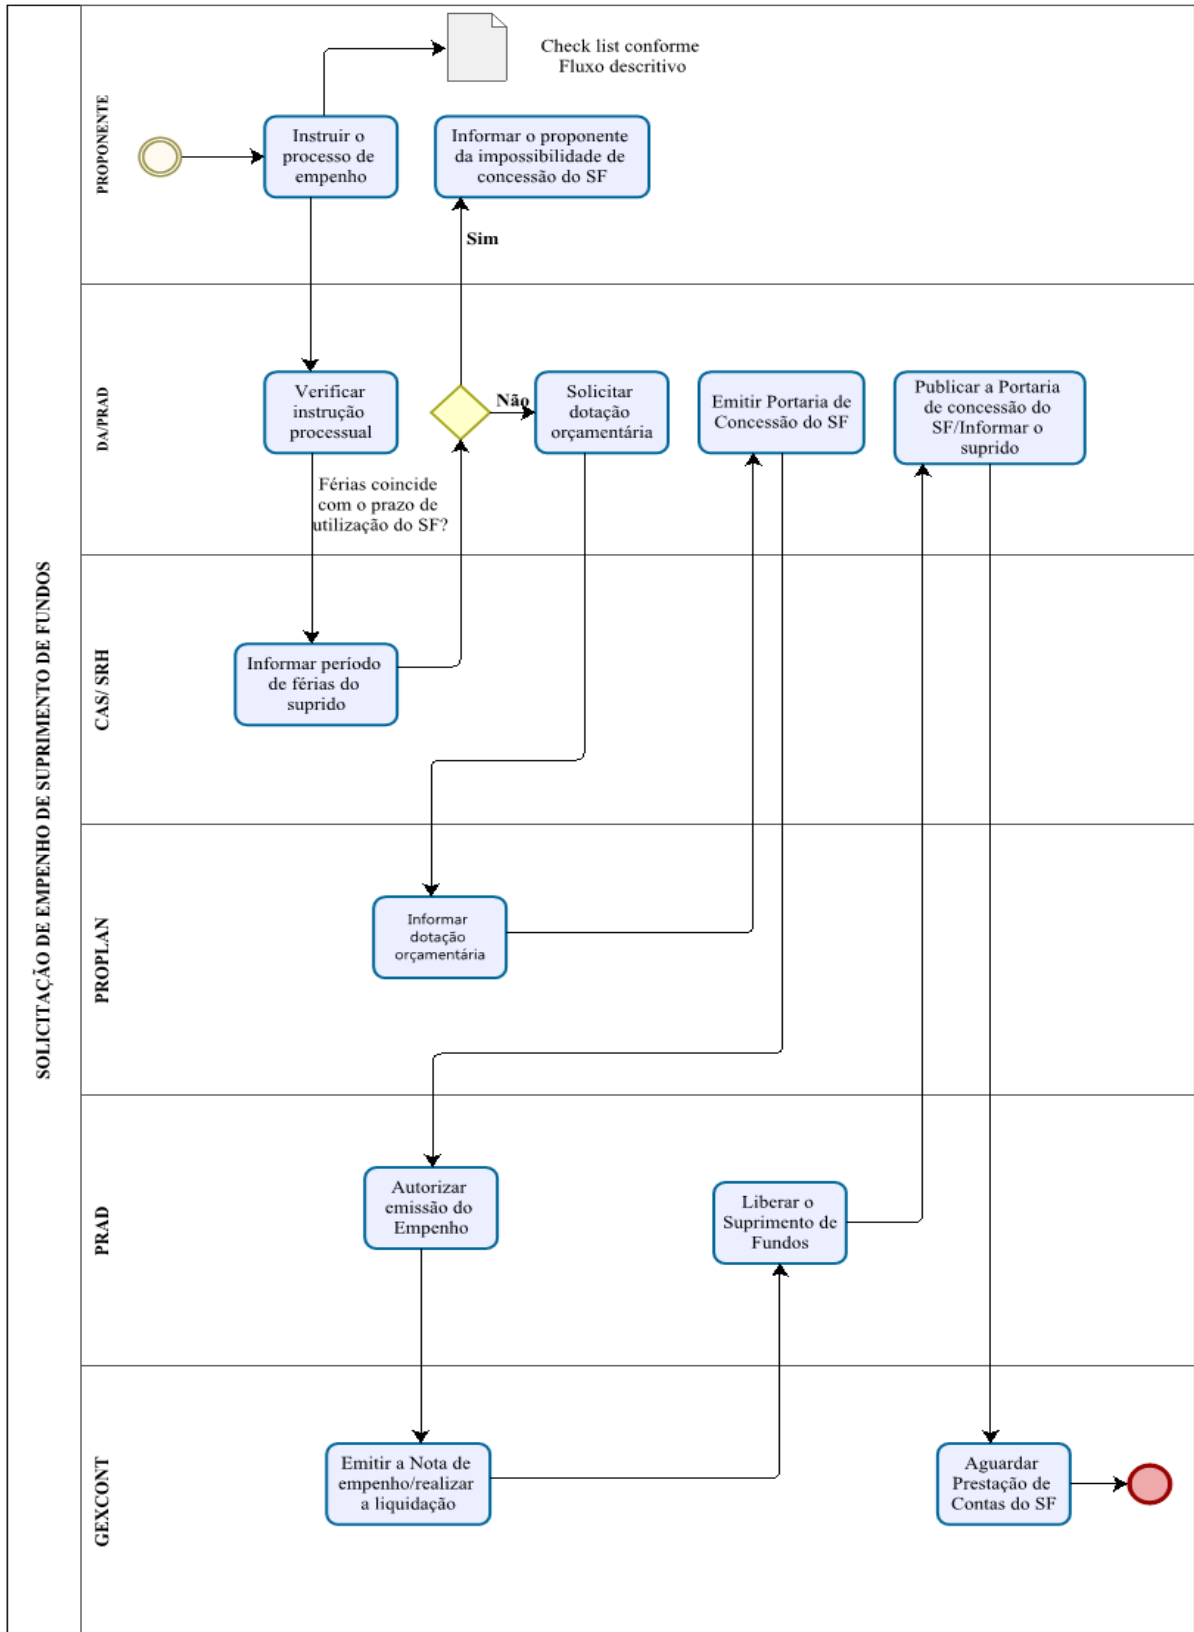 SOLICITAÇÃO DE EMPENHO DE SUPRIMENTO DE FUNDOS
PROPONENTE
Check list conforme
Fluxo descritivo
Instruir o
processo de
empenho
Informar o proponente
da impossibilidade de
concessão do SF
Sim
DA/PRAD
Verificar
instrução
processual
Não
Solicitar
dotação
orçamentária
Emitir Portaria de
Concessão do SF
Publicar a Portaria
de concessão do
SF/Informar o
suprido
Férias coincide
com o prazo de
utilização do SF?
CAS/ SRH
Informar período
de férias do
suprido
PROPLAN
Informar
dotação
orçamentária
PRAD
Autorizar
emissão do
Empenho
Liberar o
Suprimento de
Fundos
GEXCONT
Emitir a Nota de
empenho/realizar
a liquidação
Aguardar
Prestação de
Contas do SF